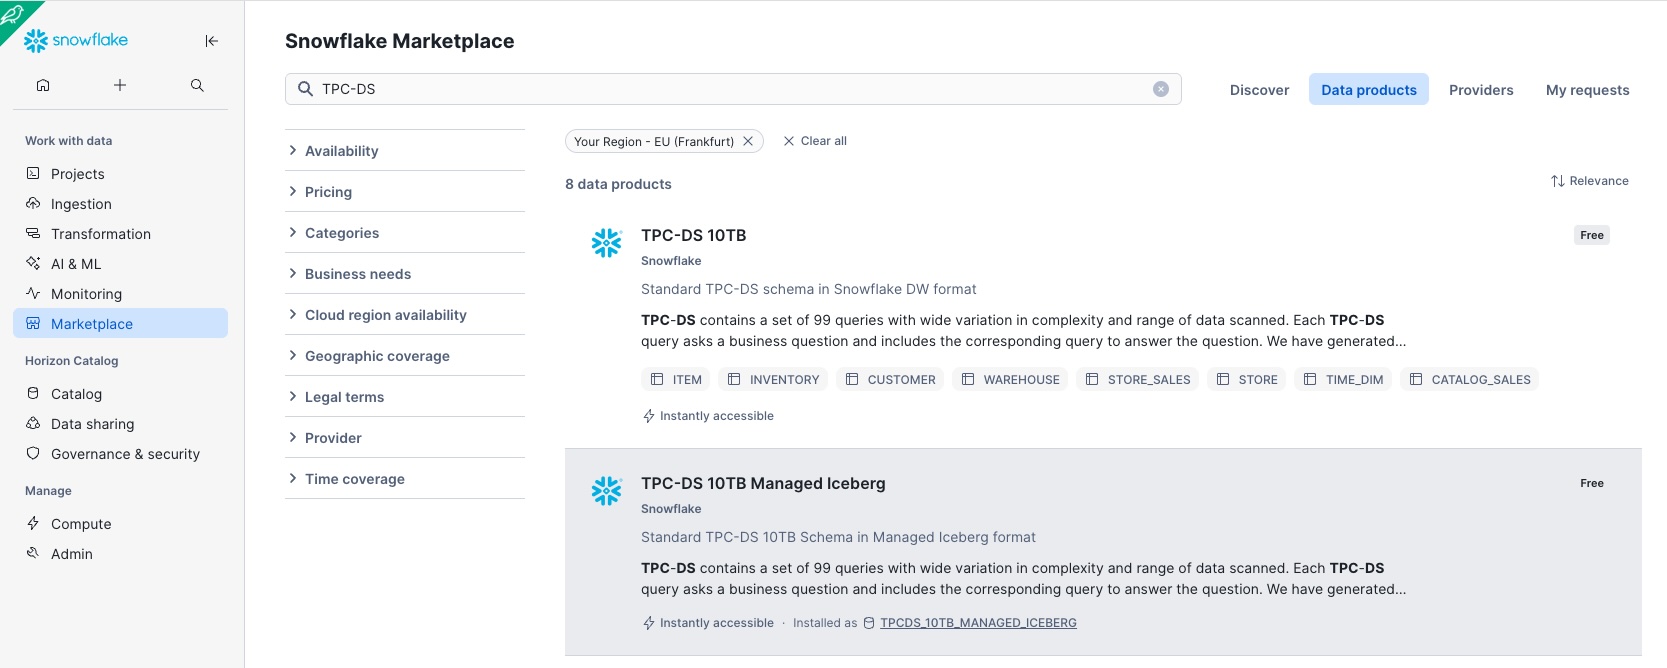 snowflake
Work with data
Projects
Ingestion
Transformation
AI & ML
Monitoring
Marketplace
Horizon Catalog
Catalog
Data sharing
Governance & security
Manage
Compute
Admin
Snowflake Marketplace
TPC-DS
Discover
Data products
Providers
My requests
Availability
Pricing
Categories
Business needs
Cloud region availability
Geographic coverage
Legal terms
Provider
Time coverage
Your Region - EU (Frankfurt)
Clear all
8 data products
Relevance
TPC-DS 10TB
Free
Snowflake
Standard TPC-DS schema in Snowflake DW format
TPC-DS contains a set of 99 queries with wide variation in complexity and range of data scanned. Each TPC-DS
query asks a business question and includes the corresponding query to answer the question. We have generated...
ITEM INVENTORY CUSTOMER WAREHOUSE STORE_SALES STORE TIME_DIM CATALOG_SALES
Instantly accessible
TPC-DS 10TB Managed Iceberg
Free
Snowflake
Standard TPC-DS 10TB Schema in Managed Iceberg format
TPC-DS contains a set of 99 queries with wide variation in complexity and range of data scanned. Each TPC-DS
query asks a business question and includes the corresponding query to answer the question. We have generated...
Instantly accessible · Installed as TPCDS_10TB_MANAGED_ICEBERG